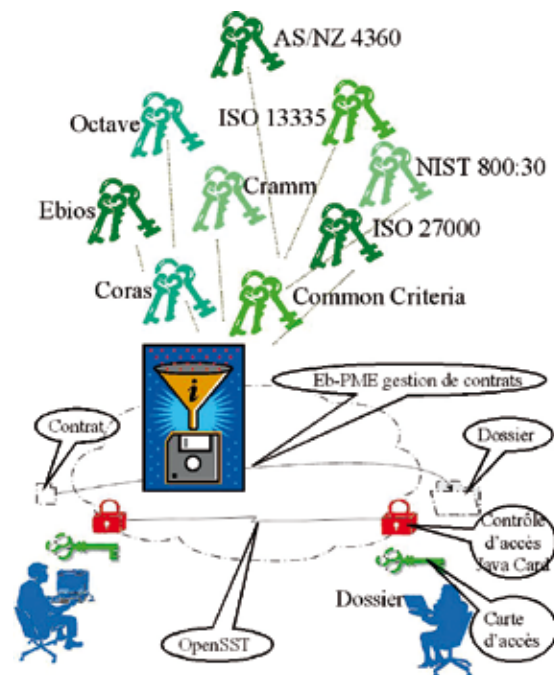 AS/NZ 4360
Octave
ISO 13335
NIST 800:30
Cramm
Ebios
ISO 27000
Coras
Common Criteria
i
Eb-PME gestion de contrats
Contrat
Dossier
Contrôle
d'accès
Java Card
Dossier
Carte
d'accès
OpenSST